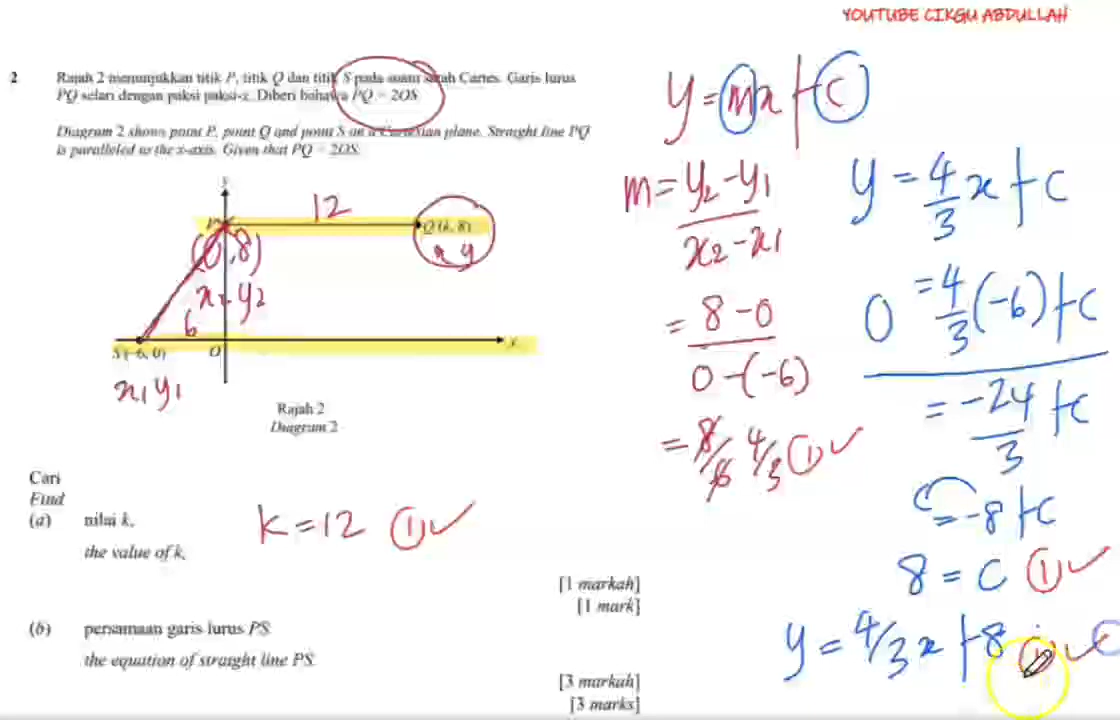 YOUTUBE CIKGU ABDULLAH
2 Rajah 2 menunjukkan titik P, titik Q dan titik S pada satah Cartes. Garis lurus
PQ selari dengan paksi paksi-x. Diberi bahawa PQ = 2OS.
Diagram 2 shows point P, point Q and point S on a Cartesian plane. Straight line PQ
is paralleled to the x-axis. Given that PQ = 2OS.
y
12
P Q (k, 8)
(0, 8) x y
x2 y2
6
S (-6, 0) O x
x1 y1
Rajah 2
Diagram 2
Cari
Find
(a) nilai k,
the value of k,
k = 12 ① ✓
[1 markah]
[1 mark]
(b) persamaan garis lurus PS.
the equation of straight line PS.
[3 markah]
[3 marks]
y = mx + c
m = y2 - y1
x2 - x1
= 8 - 0
0 - (-6)
= 8/6 4/3 ① ✓
y = 4/3 x + c
0 = 4/3 (-6) + c
= -24/3 + c
= -8 + c
8 = c ① ✓
y = 4/3 x + 8 ① ✓